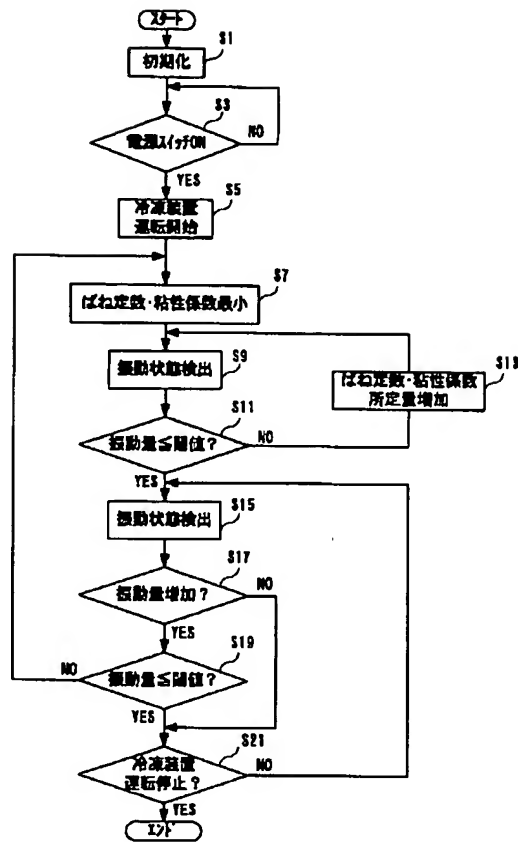 スタート
S1
初期化
S3
電源スイッチON
NO
YES
S5
冷凍装置
運転開始
S7
ばね定数・粘性係数最小
S9
振動状態検出
S13
ばね定数・粘性係数
所定量増加
S11
振動量≦閾値?
NO
YES
S15
振動状態検出
S17
振動量増加?
NO
YES
S19
NO
振動量≦閾値?
YES
S21
冷凍装置
運転停止?
NO
YES
エンド